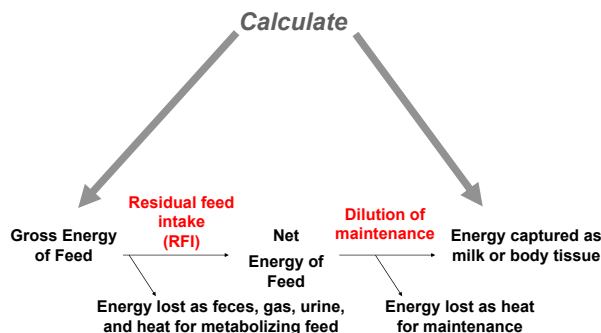 Calculate
Residual feed
intake
(RFI)
Dilution of
maintenance
Gross Energy
of Feed
Net
Energy of
Feed
Energy captured as
milk or body tissue
Energy lost as feces, gas, urine,
and heat for metabolizing feed
Energy lost as heat
for maintenance